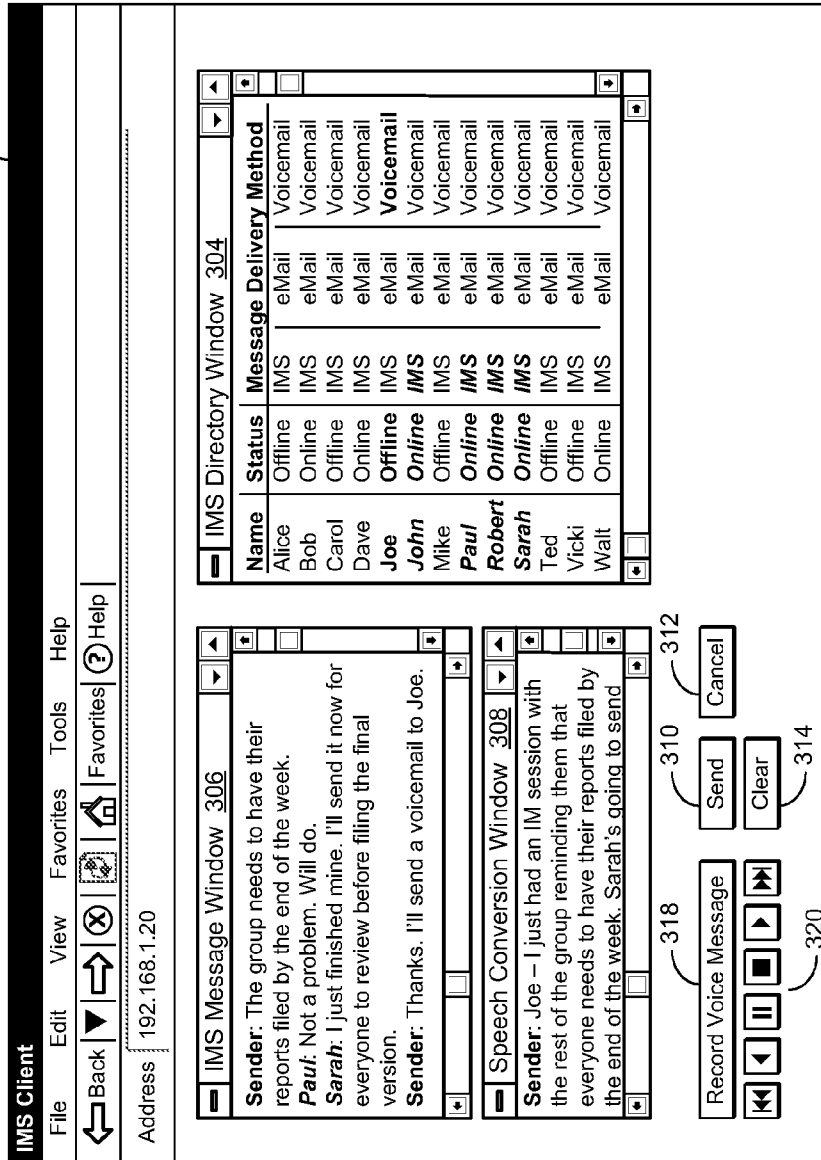 IMS Client
File Edit View Favorites Tools Help
Back Favorites ? Help
Address 192.168.1.20
IMS Message Window 306
Sender: The group needs to have their
reports filed by the end of the week.
Paul: Not a problem. Will do.
Sarah: I just finished mine. I'll send it now for
everyone to review before filing the final
version.
Sender: Thanks. I'll send a voicemail to Joe.
Speech Conversion Window 308
Sender: Joe – I just had an IM session with
the rest of the group reminding them that
everyone needs to have their reports filed by
the end of the week. Sarah's going to send
318
Record Voice Message
320
310
Send
312
Cancel
Clear
314
IMS Directory Window 304
Name Status Message Delivery Method
Alice Offline IMS eMail Voicemail
Bob Online IMS eMail Voicemail
Carol Offline IMS eMail Voicemail
Dave Online IMS eMail Voicemail
Joe Offline IMS eMail Voicemail
John Online IMS eMail Voicemail
Mike Offline IMS eMail Voicemail
Paul Online IMS eMail Voicemail
Robert Online IMS eMail Voicemail
Sarah Online IMS eMail Voicemail
Ted Offline IMS eMail Voicemail
Vicki Offline IMS eMail Voicemail
Walt Online IMS eMail Voicemail